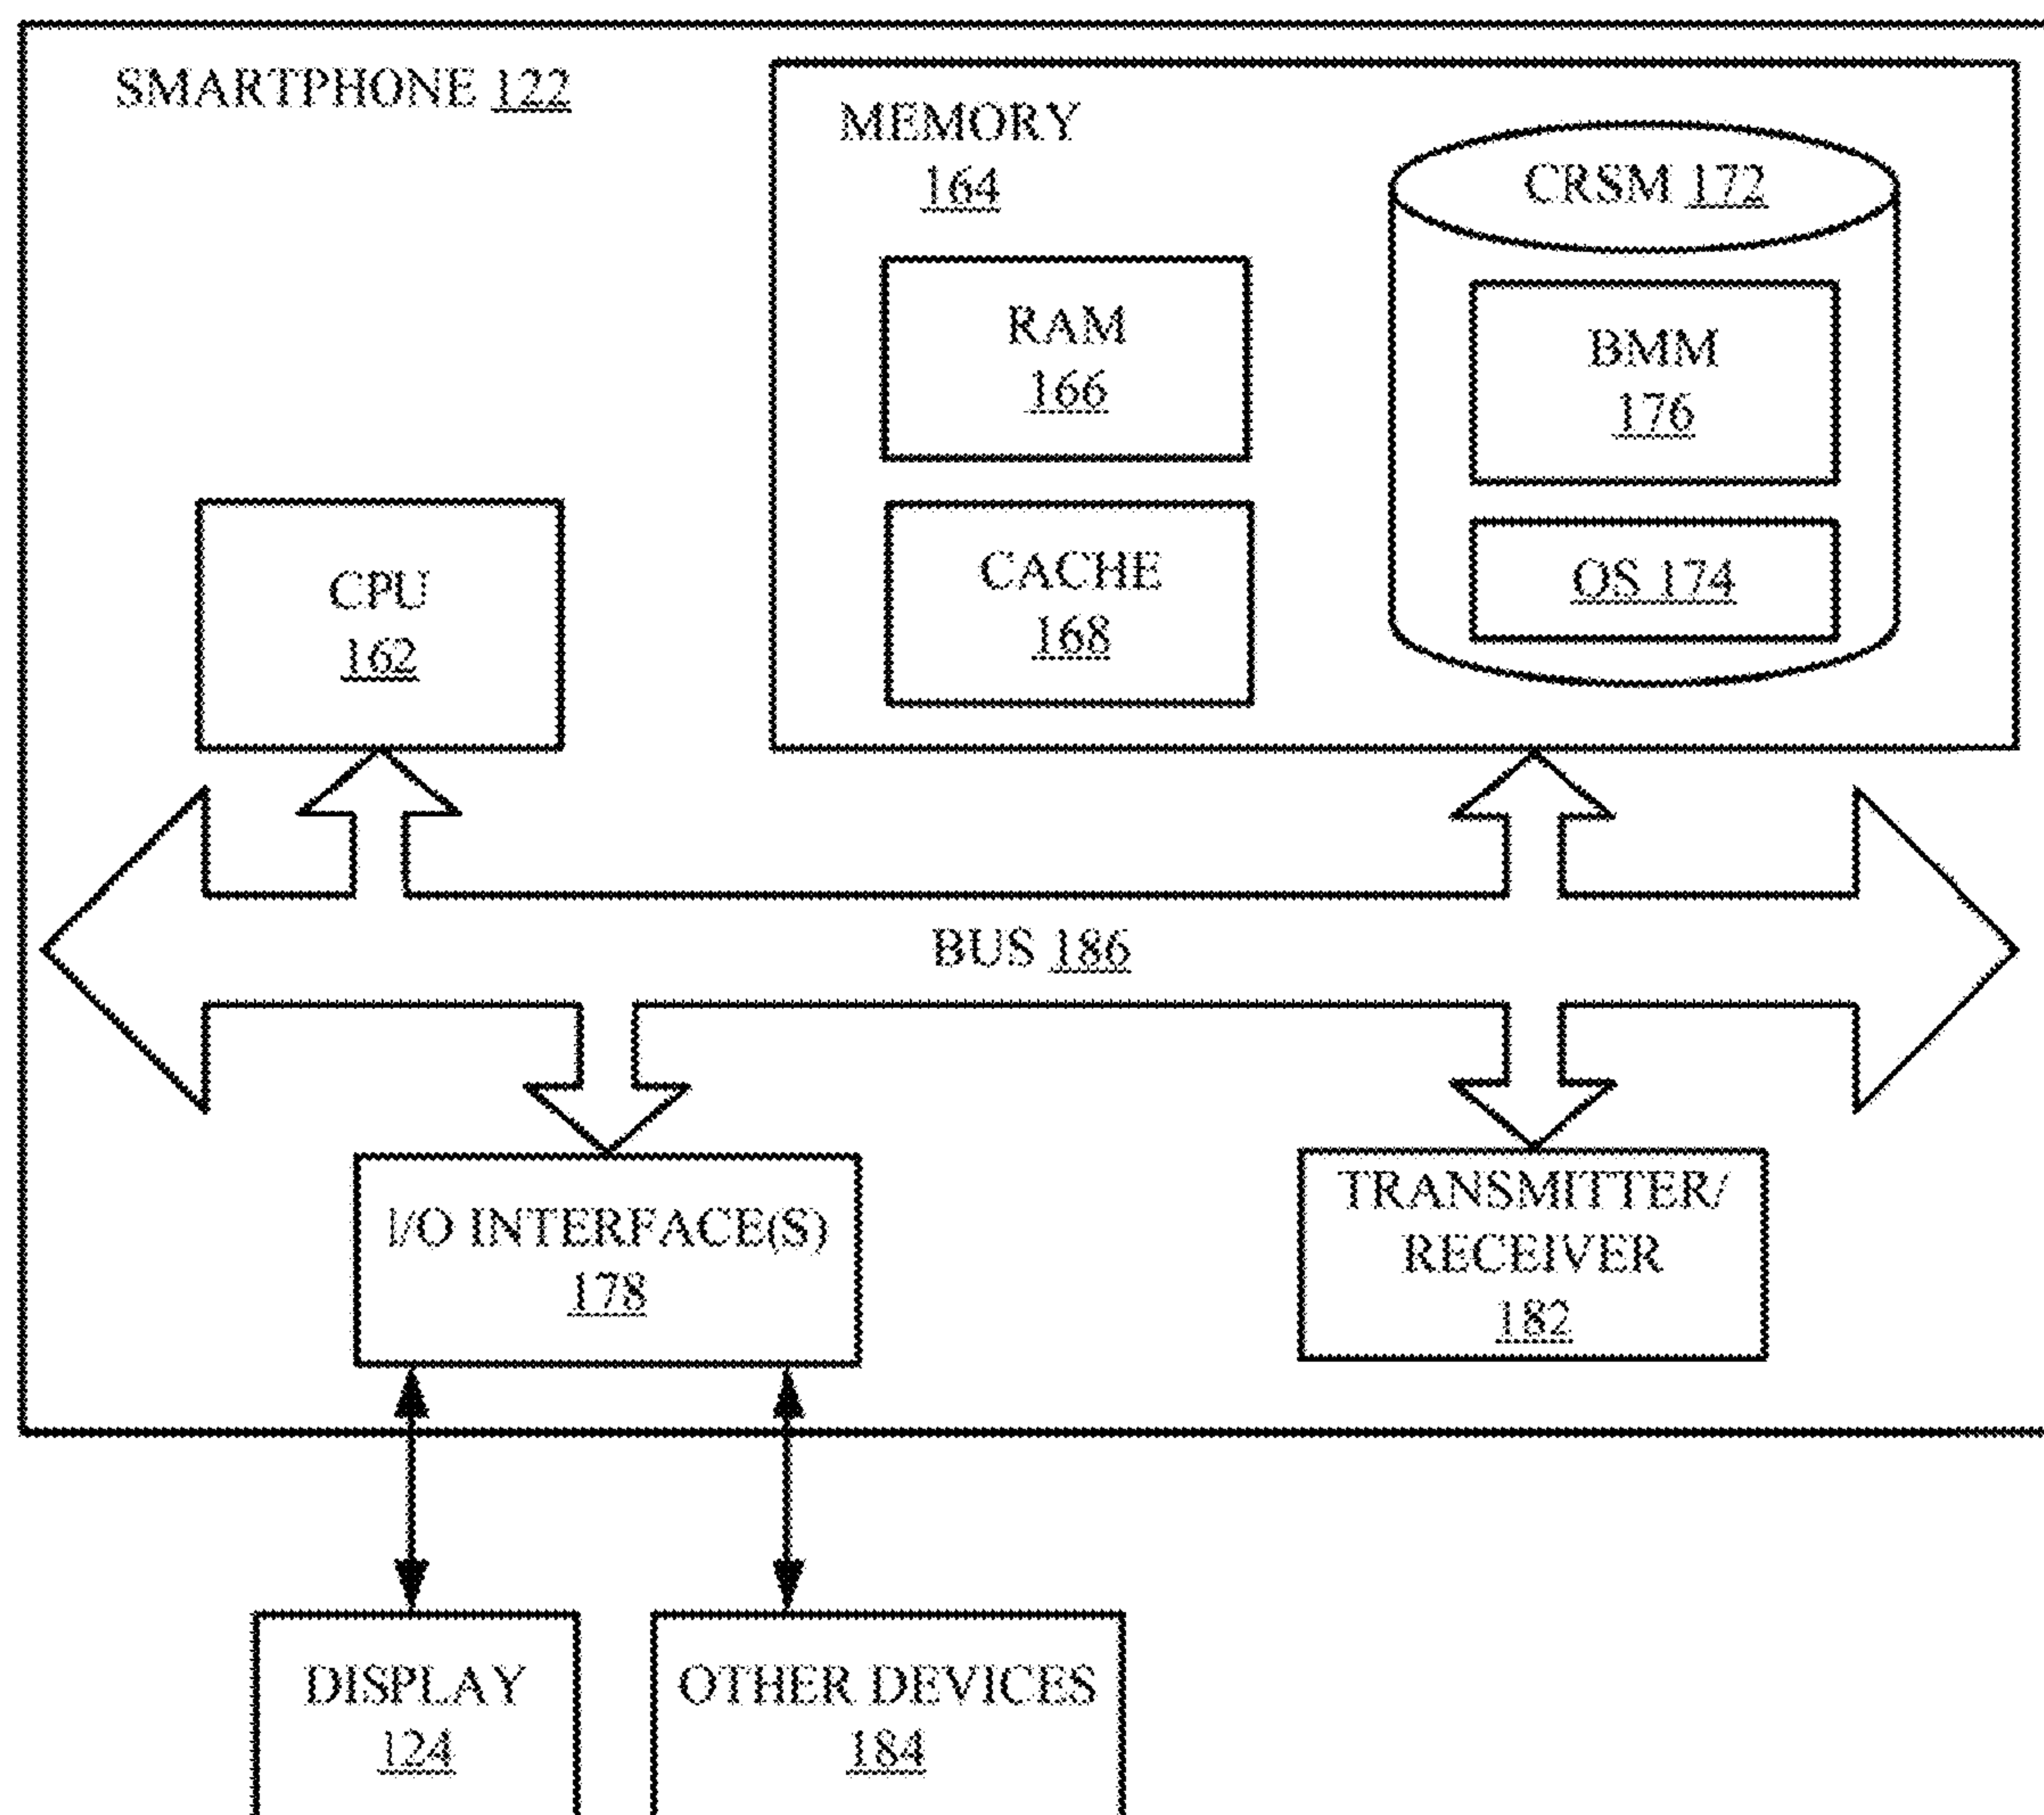 SMARTPHONE 122
MEMORY
164
CRSM 172
RAM
166
BMM
176
CACHE
168
OS 174
CPU
162
BUS 186
I/O INTERFACE(S)
178
TRANSMITTER/
RECEIVER
182
DISPLAY
124
OTHER DEVICES
184